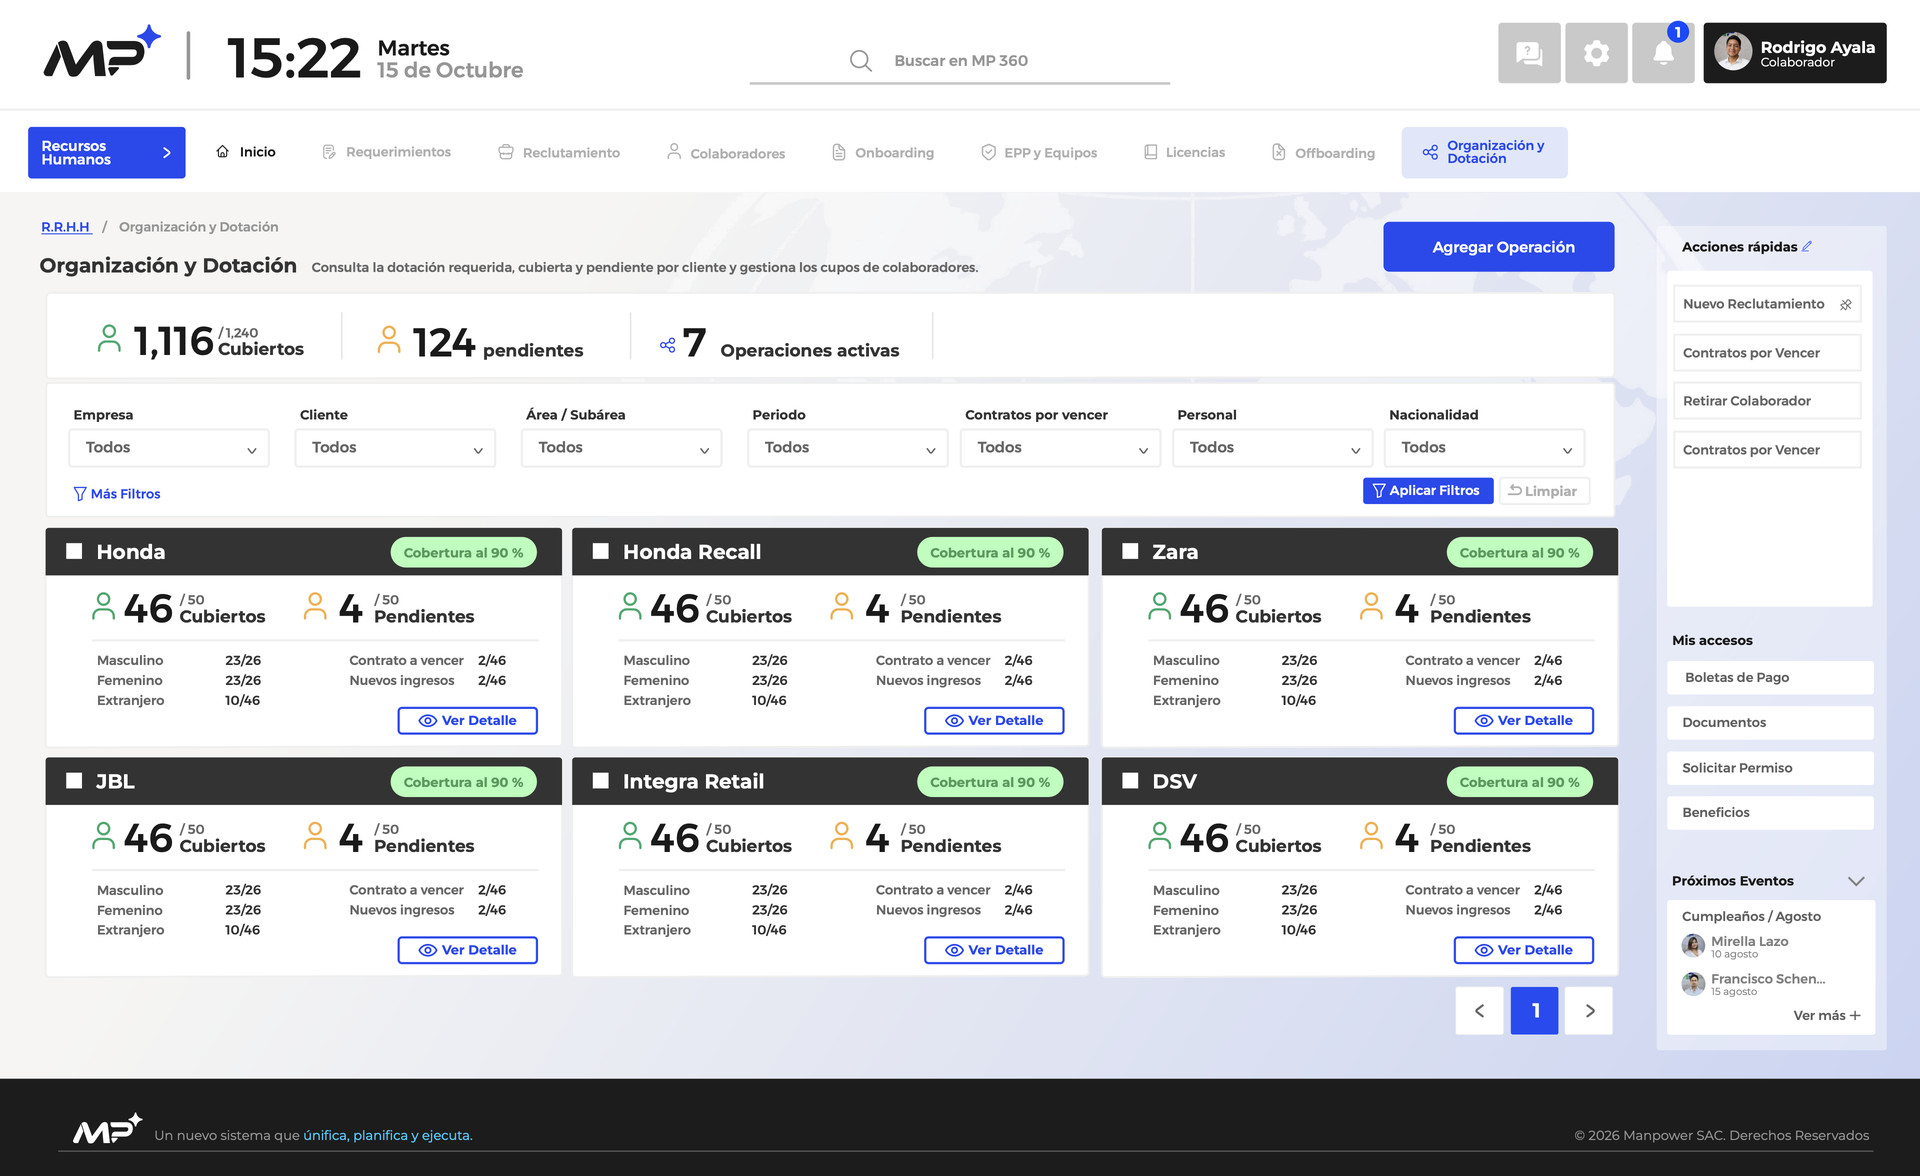 MP
15:22
Martes
15 de Octubre
Buscar en MP 360
?
1
Rodrigo Ayala
Colaborador
Recursos
Humanos
Inicio
Requerimientos
Reclutamiento
Colaboradores
Onboarding
EPP y Equipos
Licencias
Offboarding
Organización y
Dotación
R.R.H.H / Organización y Dotación
Organización y Dotación
Consulta la dotación requerida, cubierta y pendiente por cliente y gestiona los cupos de colaboradores.
Agregar Operación
1,116 /1,240 Cubiertos
124 pendientes
7 Operaciones activas
Empresa
Todos
Cliente
Todos
Área / Subárea
Todos
Periodo
Todos
Contratos por vencer
Todos
Personal
Todos
Nacionalidad
Todos
Más Filtros
Aplicar Filtros
Limpiar
Honda
Cobertura al 90 %
46 / 50 Cubiertos
4 / 50 Pendientes
Masculino 23/26
Femenino 23/26
Extranjero 10/46
Contrato a vencer 2/46
Nuevos ingresos 2/46
Ver Detalle
Honda Recall
Cobertura al 90 %
46 / 50 Cubiertos
4 / 50 Pendientes
Masculino 23/26
Femenino 23/26
Extranjero 10/46
Contrato a vencer 2/46
Nuevos ingresos 2/46
Ver Detalle
Zara
Cobertura al 90 %
46 / 50 Cubiertos
4 / 50 Pendientes
Masculino 23/26
Femenino 23/26
Extranjero 10/46
Contrato a vencer 2/46
Nuevos ingresos 2/46
Ver Detalle
JBL
Cobertura al 90 %
46 / 50 Cubiertos
4 / 50 Pendientes
Masculino 23/26
Femenino 23/26
Extranjero 10/46
Contrato a vencer 2/46
Nuevos ingresos 2/46
Ver Detalle
Integra Retail
Cobertura al 90 %
46 / 50 Cubiertos
4 / 50 Pendientes
Masculino 23/26
Femenino 23/26
Extranjero 10/46
Contrato a vencer 2/46
Nuevos ingresos 2/46
Ver Detalle
DSV
Cobertura al 90 %
46 / 50 Cubiertos
4 / 50 Pendientes
Masculino 23/26
Femenino 23/26
Extranjero 10/46
Contrato a vencer 2/46
Nuevos ingresos 2/46
Ver Detalle
< 1 >
Acciones rápidas
Nuevo Reclutamiento
Contratos por Vencer
Retirar Colaborador
Contratos por Vencer
Mis accesos
Boletas de Pago
Documentos
Solicitar Permiso
Beneficios
Próximos Eventos
Cumpleaños / Agosto
Mirella Lazo
10 agosto
Francisco Schen...
15 agosto
Ver más +
MP
Un nuevo sistema que únifica, planifica y ejecuta.
© 2026 Manpower SAC. Derechos Reservados